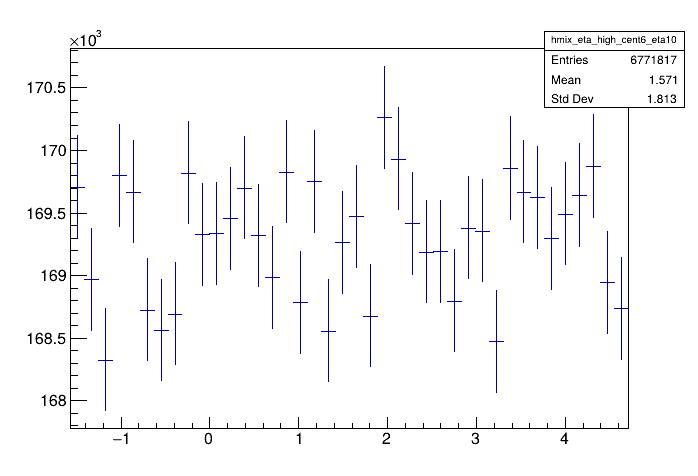 ×10³
hmix_eta_high_cent6_eta10
Entries 6771817
Mean 1.571
Std Dev 1.813
170.5
170
169.5
169
168.5
168
−1 0 1 2 3 4